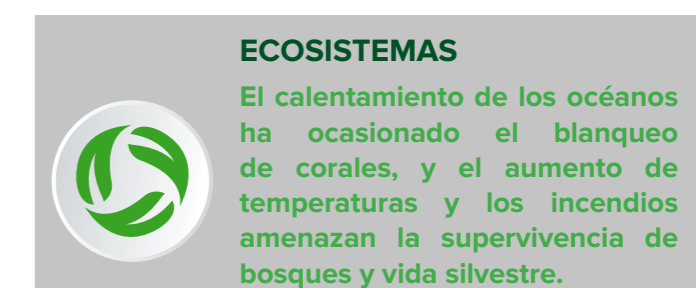 ECOSISTEMAS
El calentamiento de los océanos
ha ocasionado el blanqueo
de corales, y el aumento de
temperaturas y los incendios
amenazan la supervivencia de
bosques y vida silvestre.